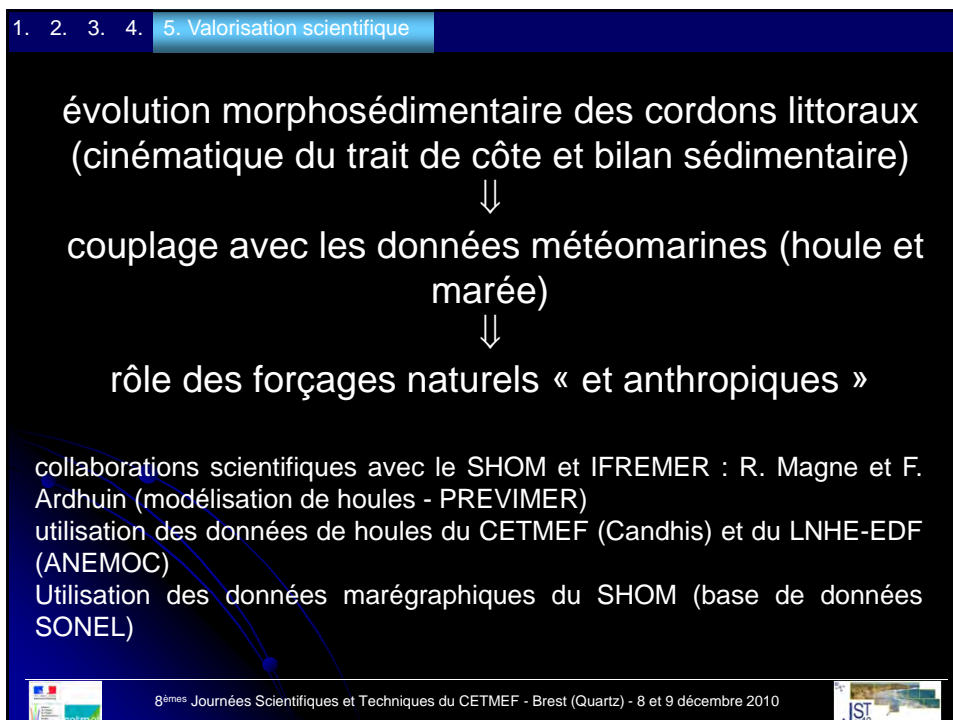 1. 2. 3. 4. 5. Valorisation scientifique
évolution morphosédimentaire des cordons littoraux
(cinématique du trait de côte et bilan sédimentaire)
⇓
couplage avec les données météomarines (houle et
marée)
⇓
rôle des forçages naturels « et anthropiques »
collaborations scientifiques avec le SHOM et IFREMER : R. Magne et F.
Ardhuin (modélisation de houles - PREVIMER)
utilisation des données de houles du CETMEF (Candhis) et du LNHE-EDF
(ANEMOC)
Utilisation des données marégraphiques du SHOM (base de données
SONEL)
8èmes Journées Scientifiques et Techniques du CETMEF - Brest (Quartz) - 8 et 9 décembre 2010